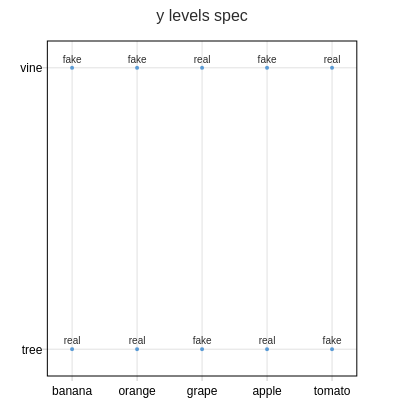 y levels spec
vine
fake fake real fake real
tree
real real fake real fake
banana orange grape apple tomato